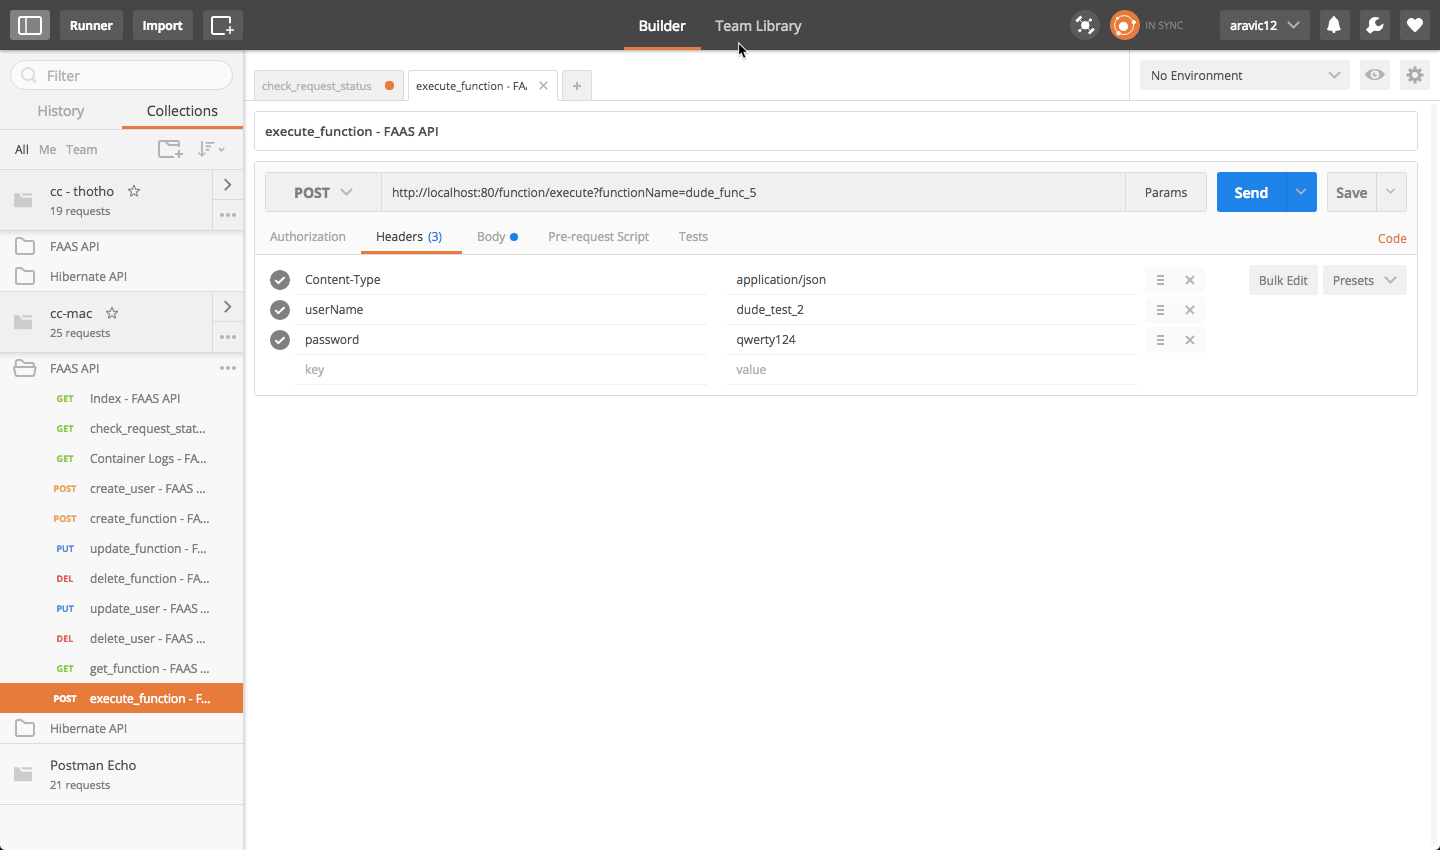 Runner
Import
Builder
Team Library
IN SYNC
aravic12
Filter
History
Collections
All
Me
Team
cc - thotho
19 requests
FAAS API
Hibernate API
cc-mac
25 requests
FAAS API
GET Index - FAAS API
GET check_request_stat...
GET Container Logs - FA...
POST create_user - FAAS ...
POST create_function - FA...
PUT update_function - F...
DEL delete_function - FA...
PUT update_user - FAAS ...
DEL delete_user - FAAS ...
GET get_function - FAAS ...
POST execute_function - F...
Hibernate API
Postman Echo
21 requests
check_request_status
execute_function - FA
No Environment
execute_function - FAAS API
POST
http://localhost:80/function/execute?functionName=dude_func_5
Params
Send
Save
Authorization
Headers (3)
Body
Pre-request Script
Tests
Code
Content-Type application/json
Bulk Edit
Presets
userName dude_test_2
password qwerty124
key value